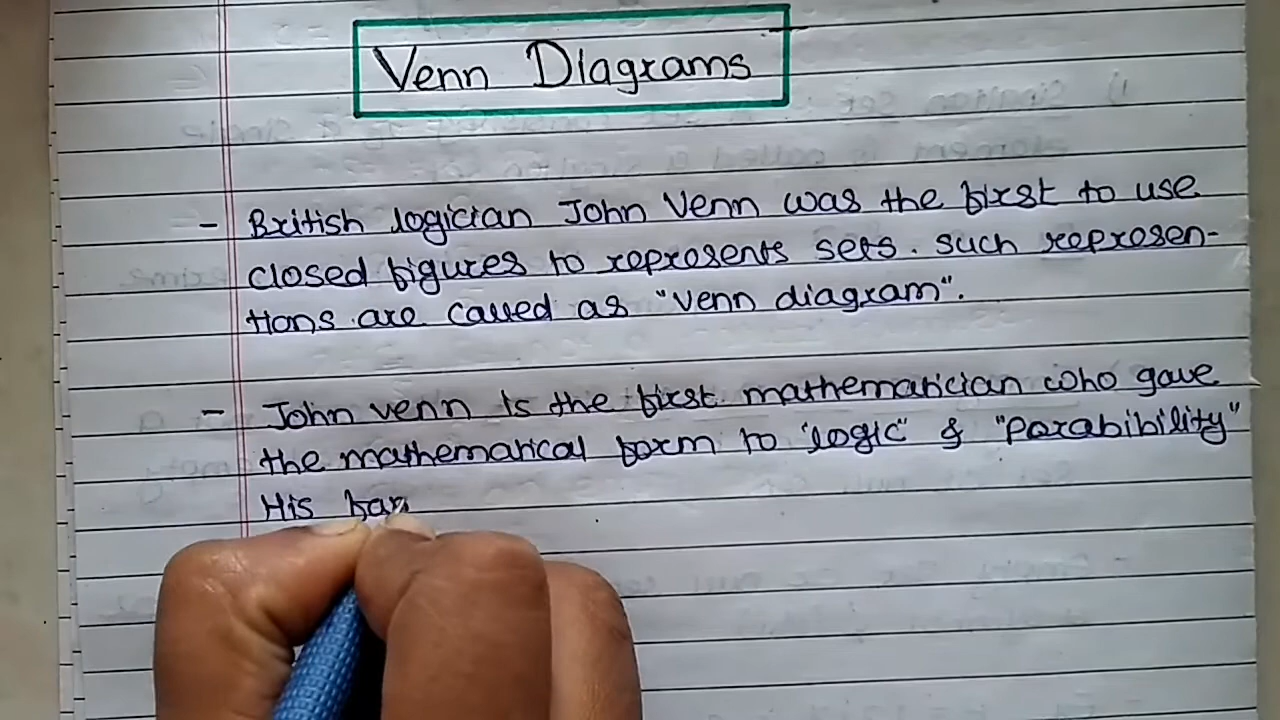 Venn Diagrams
- British logician John Venn was the first to use
closed figures to represents sets. such represen-
tions are called as "venn diagram".
- John venn is the first mathematician who gave
the mathematical form to 'logic' & "Parabibility"
His